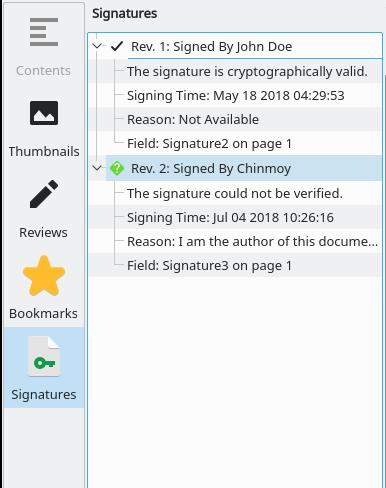 Signatures
Contents
Thumbnails
Reviews
Bookmarks
Signatures
Rev. 1: Signed By John Doe
The signature is cryptographically valid.
Signing Time: May 18 2018 04:29:53
Reason: Not Available
Field: Signature2 on page 1
Rev. 2: Signed By Chinmoy
The signature could not be verified.
Signing Time: Jul 04 2018 10:26:16
Reason: I am the author of this docume...
Field: Signature3 on page 1